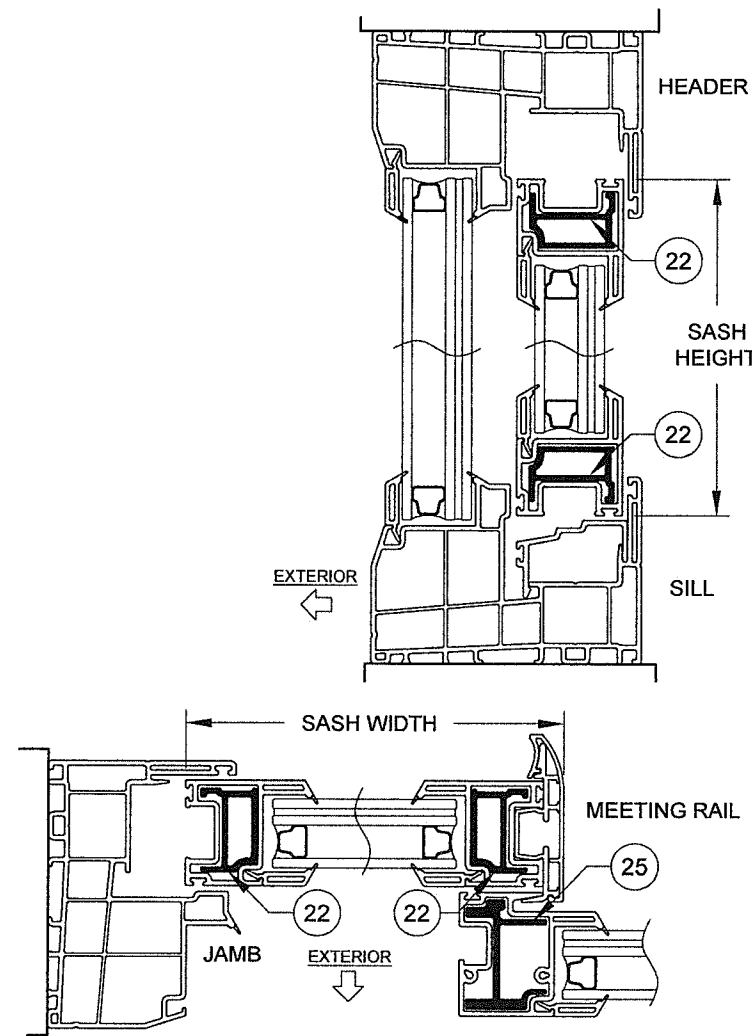 HEADER
22
SASH
HEIGHT
22
EXTERIOR
SILL
SASH WIDTH
MEETING RAIL
25
22
22
JAMB
EXTERIOR